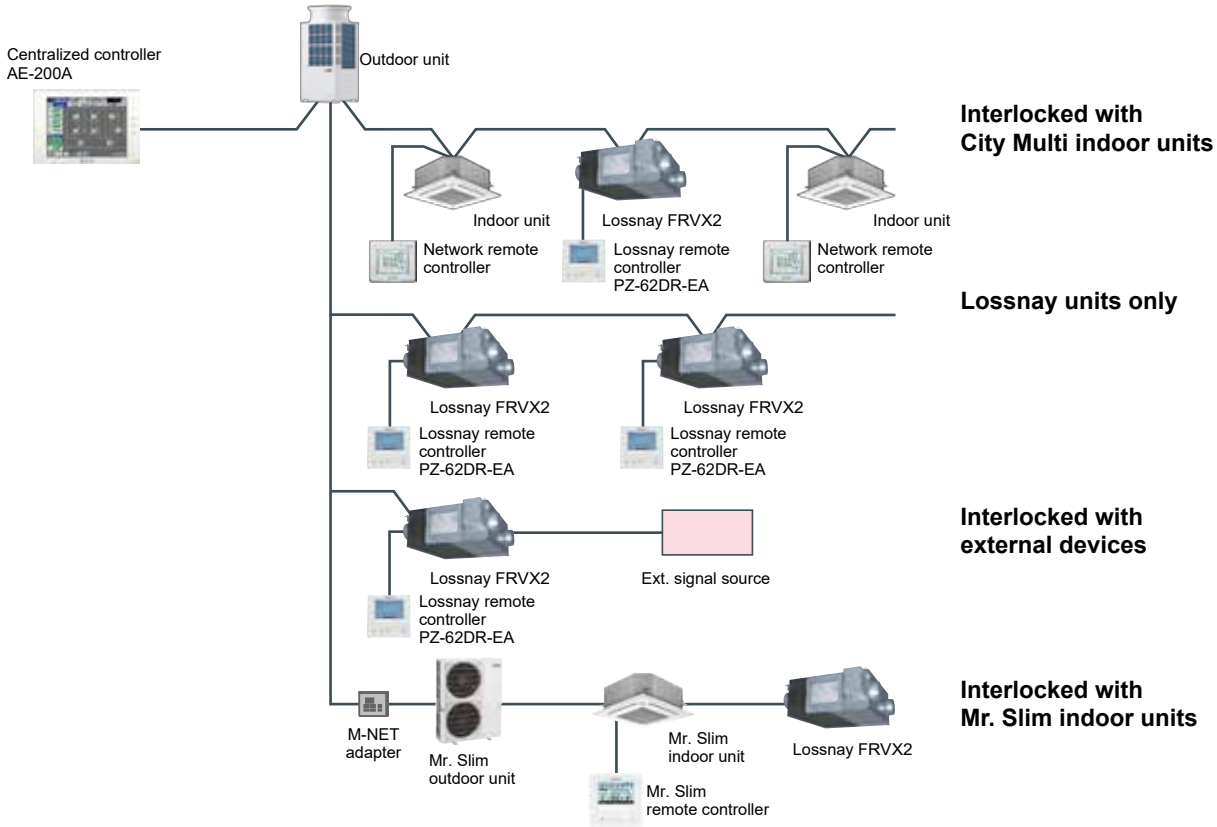 Centralized controller
AE-200A
Outdoor unit
Interlocked with
City Multi indoor units
Indoor unit
Lossnay FRVX2
Indoor unit
Network remote
controller
Lossnay remote
controller
PZ-62DR-EA
Network remote
controller
Lossnay units only
Lossnay FRVX2
Lossnay FRVX2
Lossnay remote
controller
PZ-62DR-EA
Lossnay remote
controller
PZ-62DR-EA
Interlocked with
external devices
Lossnay FRVX2
Ext. signal source
Lossnay remote
controller
PZ-62DR-EA
Interlocked with
Mr. Slim indoor units
M-NET
adapter
Mr. Slim
outdoor unit
Mr. Slim
indoor unit
Lossnay FRVX2
Mr. Slim
remote controller